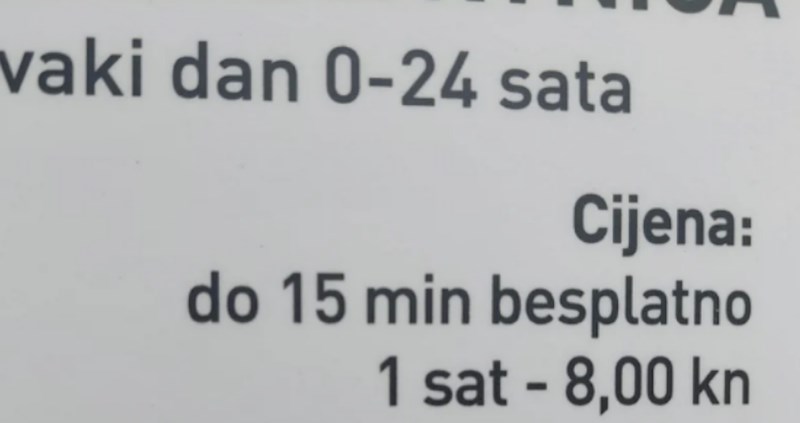 vaki dan 0-24 sata
Cijena:
do 15 min besplatno
1 sat - 8,00 kn